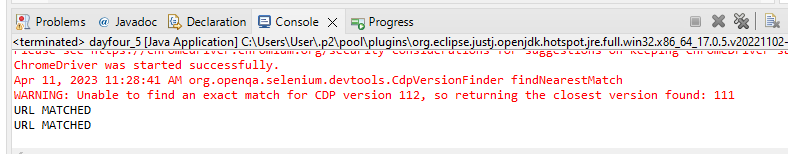 Problems @ Javadoc Declaration Console Progress
<terminated> dayfour_5 [Java Application] C:\Users\User\.p2\pool\plugins\org.eclipse.justj.openjdk.hotspot.jre.full.win32.x86_64_17.0.5.v20221102-
Please see https://chromedriver.chromium.org/security-considerations for suggestions on keeping ChromeDriver
ChromeDriver was started successfully.
Apr 11, 2023 11:28:41 AM org.openqa.selenium.devtools.CdpVersionFinder findNearestMatch
WARNING: Unable to find an exact match for CDP version 112, so returning the closest version found: 111
URL MATCHED
URL MATCHED